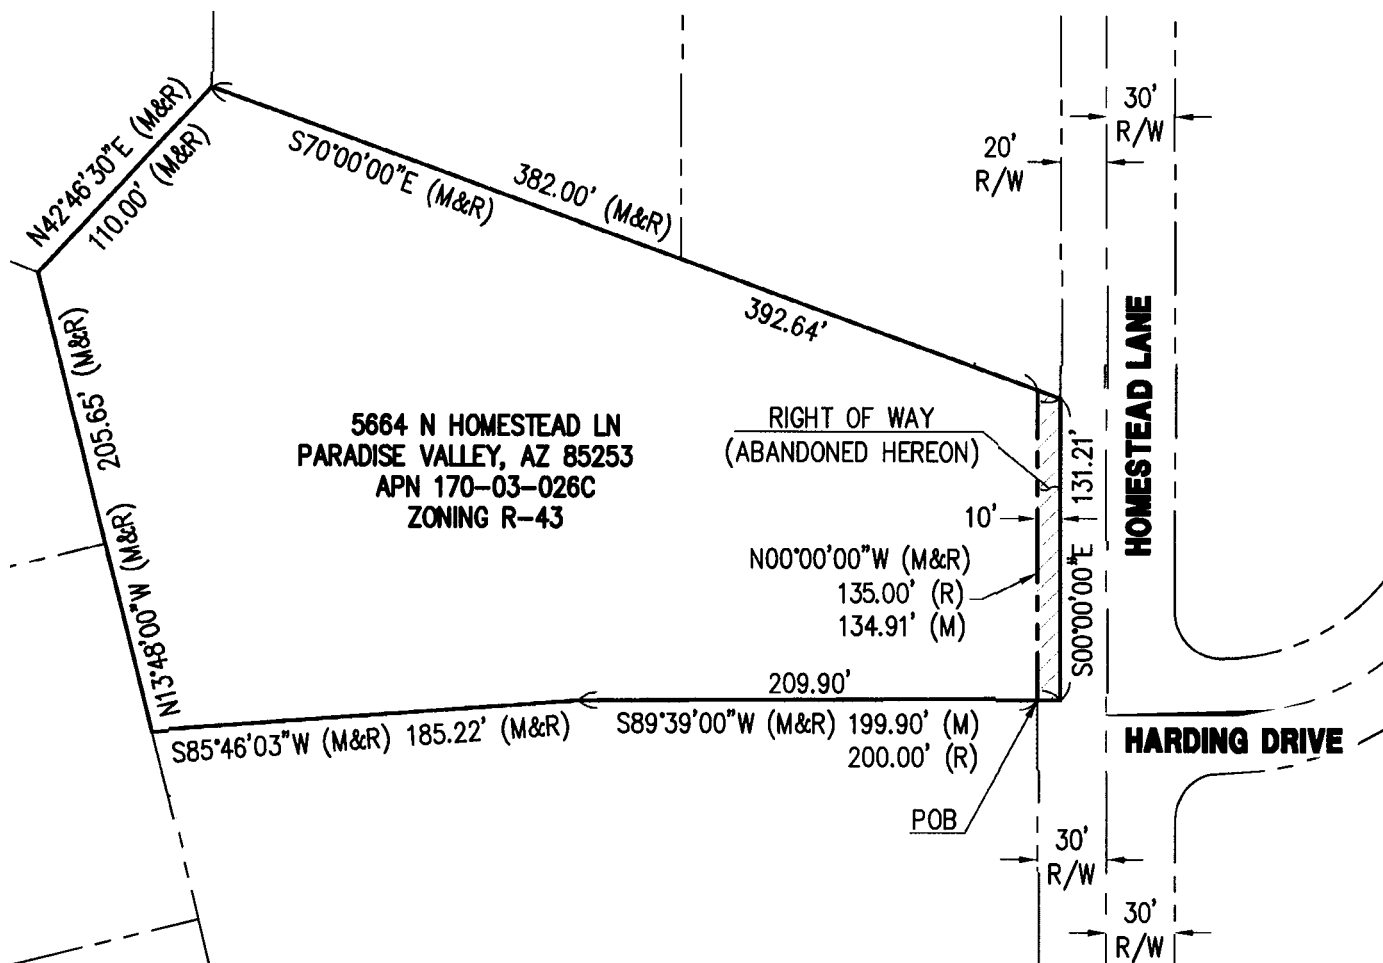 N42°46'30"E (M&R)
110.00' (M&R)
S70°00'00"E (M&R)
382.00' (M&R)
392.64'
30'
R/W
20'
R/W
HOMESTEAD LANE
205.65' (M&R)
N13°48'00"W (M&R)
5664 N HOMESTEAD LN
PARADISE VALLEY, AZ 85253
APN 170-03-026C
ZONING R-43
RIGHT OF WAY
(ABANDONED HEREON)
131.21'
S00°00'00"E
10'
N00°00'00"W (M&R)
135.00' (R)
134.91' (M)
209.90'
S85°46'03"W (M&R) 185.22' (M&R)
S89°39'00"W (M&R) 199.90' (M)
200.00' (R)
HARDING DRIVE
POB
30'
R/W
30'
R/W